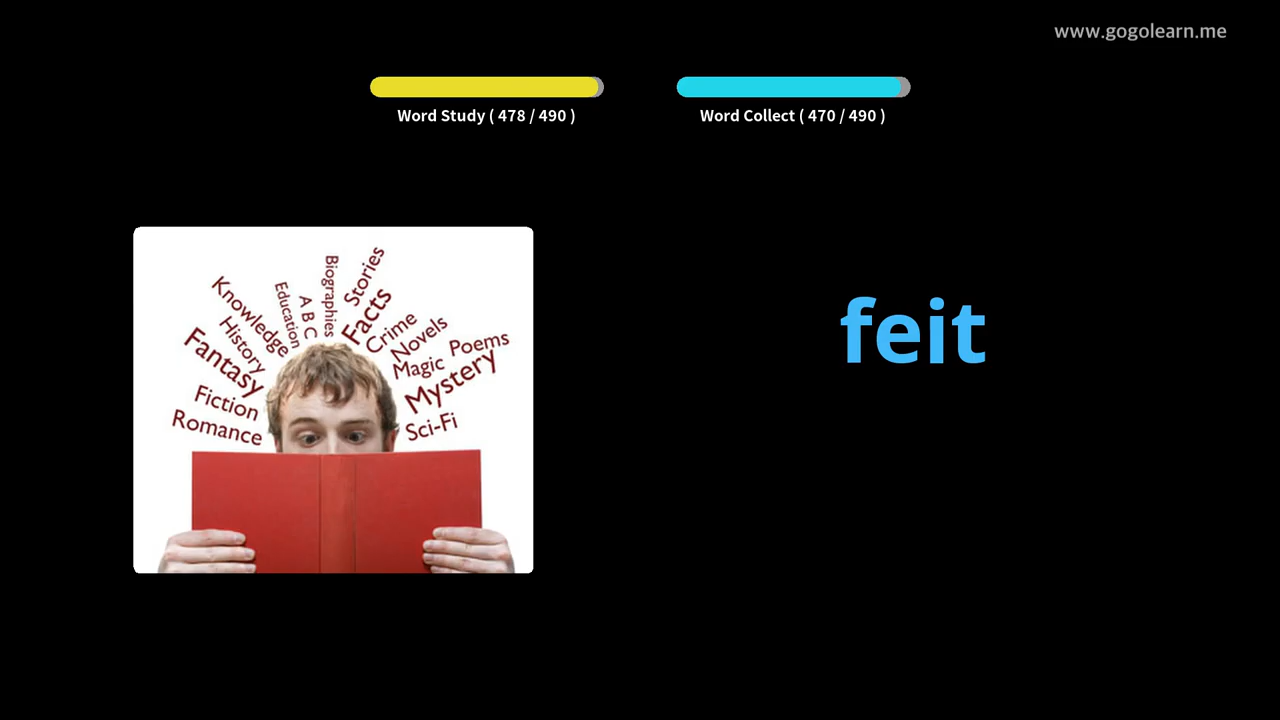 www.gogolearn.me
Word Study ( 478 / 490 )
Word Collect ( 470 / 490 )
Biographies
Stories
Education
A B C
Facts
Knowledge
Crime
History
Novels
Fantasy
Magic
Poems
Mystery
Fiction
Romance
Sci-Fi
feit